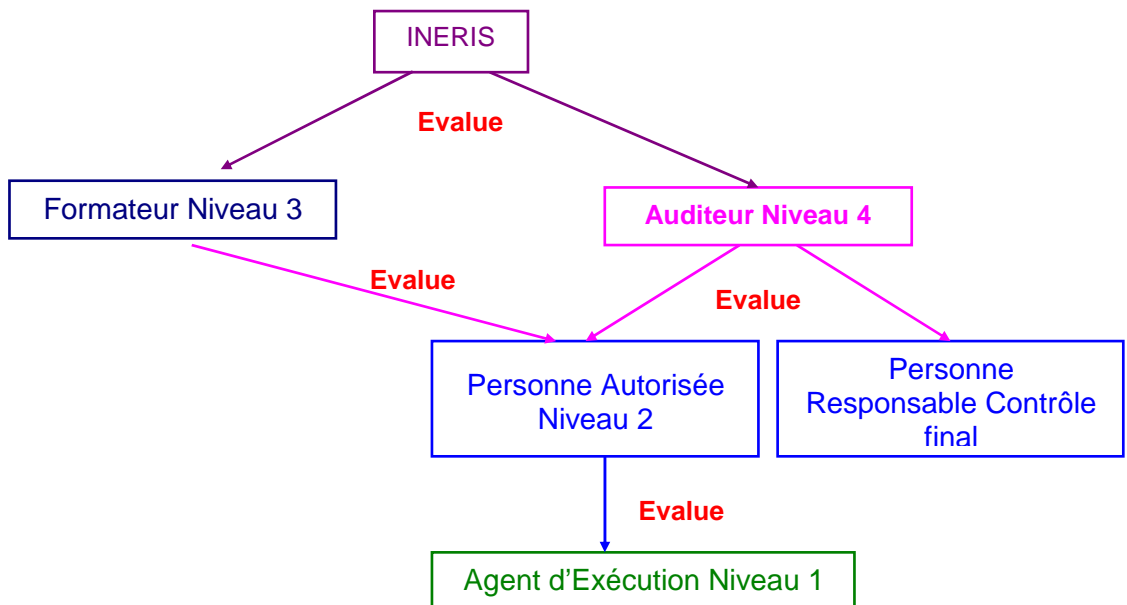 INERIS
Evalue
Formateur Niveau 3
Auditeur Niveau 4
Evalue
Evalue
Personne Autorisée
Niveau 2
Personne
Responsable Contrôle
final
Evalue
Agent d’Exécution Niveau 1